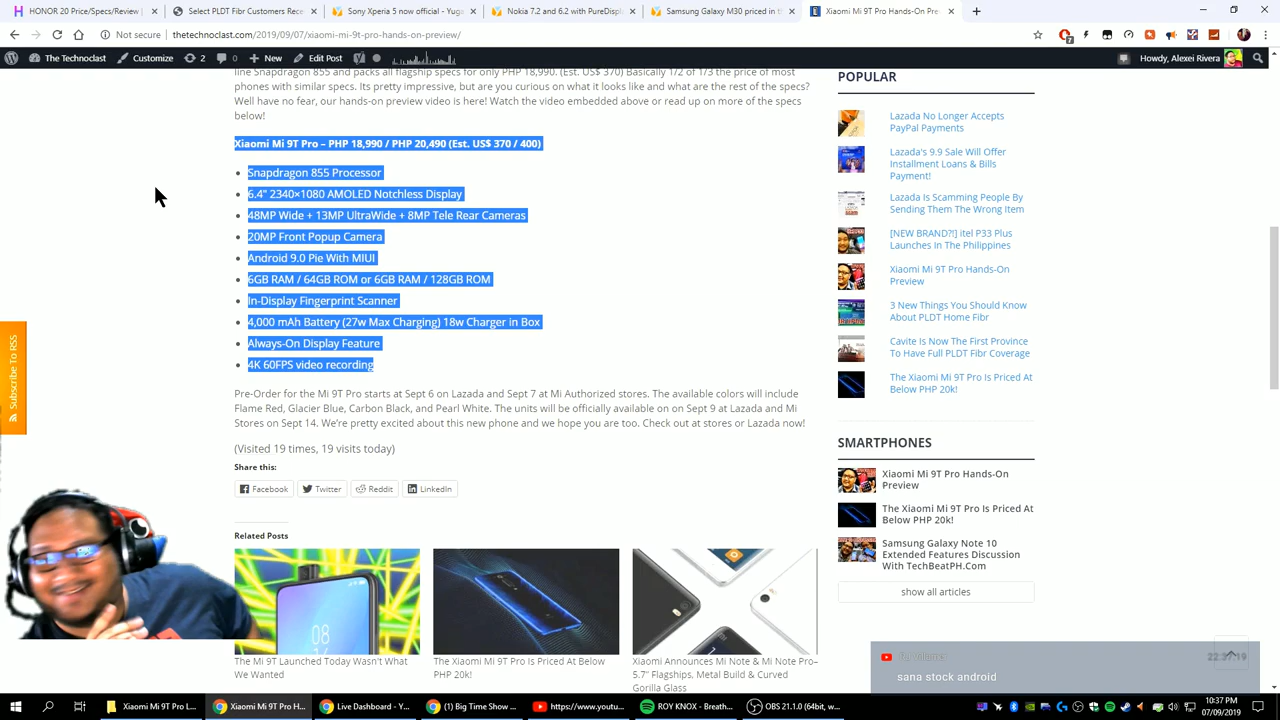 HONOR 20 Price/Specs/Review
Select PLDT Fibr Customers Rece
Sony Xperia 5 now official - Yuga
Nokia 7.2 and 6.2 with PureDispl
Samsung Galaxy M30 priced in t
Xiaomi Mi 9T Pro Hands-On Pre
Not secure
thetechnoclast.com/2019/09/07/xiaomi-mi-9t-pro-hands-on-preview/
7
The Technoclast
Customize
2
0
New
Edit Post
Howdy, Alexei Rivera
line Snapdragon 855 and packs all flagship specs for only PHP 18,990. (Est. US$ 370) Basically 1/2 of 1/3 the price of most
phones with similar specs. Its pretty impressive, but are you curious on what it looks like and what are the rest of the specs?
Well have no fear, our hands-on preview video is here! Watch the video embedded above or read up on more of the specs
below!
Xiaomi Mi 9T Pro – PHP 18,990 / PHP 20,490 (Est. US$ 370 / 400)
Snapdragon 855 Processor
6.4" 2340×1080 AMOLED Notchless Display
48MP Wide + 13MP UltraWide + 8MP Tele Rear Cameras
20MP Front Popup Camera
Android 9.0 Pie With MIUI
6GB RAM / 64GB ROM or 6GB RAM / 128GB ROM
In-Display Fingerprint Scanner
4,000 mAh Battery (27w Max Charging) 18w Charger in Box
Always-On Display Feature
4K 60FPS video recording
Pre-Order for the Mi 9T Pro starts at Sept 6 on Lazada and Sept 7 at Mi Authorized stores. The available colors will include
Flame Red, Glacier Blue, Carbon Black, and Pearl White. The units will be officially available on on Sept 9 at Lazada and Mi
Stores on Sept 14. We're pretty excited about this new phone and we hope you are too. Check out at stores or Lazada now!
(Visited 19 times, 19 visits today)
Share this:
Facebook
Twitter
Reddit
LinkedIn
Related Posts
The Mi 9T Launched Today Wasn't What
We Wanted
The Xiaomi Mi 9T Pro Is Priced At Below
PHP 20k!
Xiaomi Announces Mi Note & Mi Note Pro–
5.7" Flagships, Metal Build & Curved
Gorilla Glass
Subscribe To RSS
POPULAR
Lazada No Longer Accepts
PayPal Payments
Lazada's 9.9 Sale Will Offer
Installment Loans & Bills
Payment!
Lazada Is Scamming People By
Sending Them The Wrong Item
[NEW BRAND?!] itel P33 Plus
Launches In The Philippines
Xiaomi Mi 9T Pro Hands-On
Preview
3 New Things You Should Know
About PLDT Home Fibr
Cavite Is Now The First Province
To Have Full PLDT Fibr Coverage
The Xiaomi Mi 9T Pro Is Priced At
Below PHP 20k!
SMARTPHONES
Xiaomi Mi 9T Pro Hands-On
Preview
The Xiaomi Mi 9T Pro Is Priced At
Below PHP 20k!
Samsung Galaxy Note 10
Extended Features Discussion
With TechBeatPH.Com
show all articles
sana stock android
Xiaomi Mi 9T Pro L...
Xiaomi Mi 9T Pro H...
Live Dashboard - Y...
(1) Big Time Show ...
https://www.youtu...
ROY KNOX - Breath...
OBS 21.1.0 (64bit, w...
10:37 PM
07/09/2019